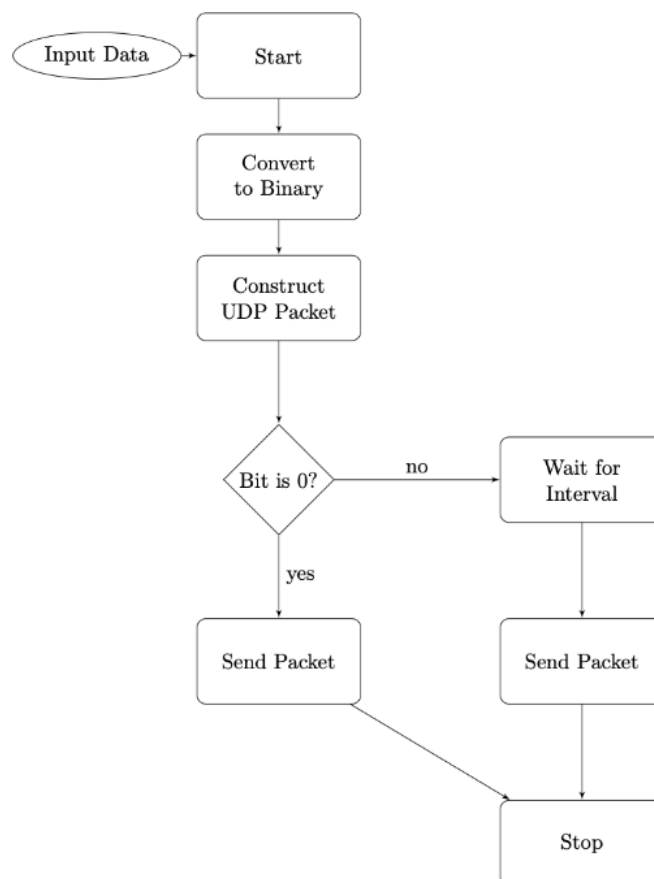 Input Data
Start
Convert
to Binary
Construct
UDP Packet
Bit is 0?
no
Wait for
Interval
yes
Send Packet
Send Packet
Stop